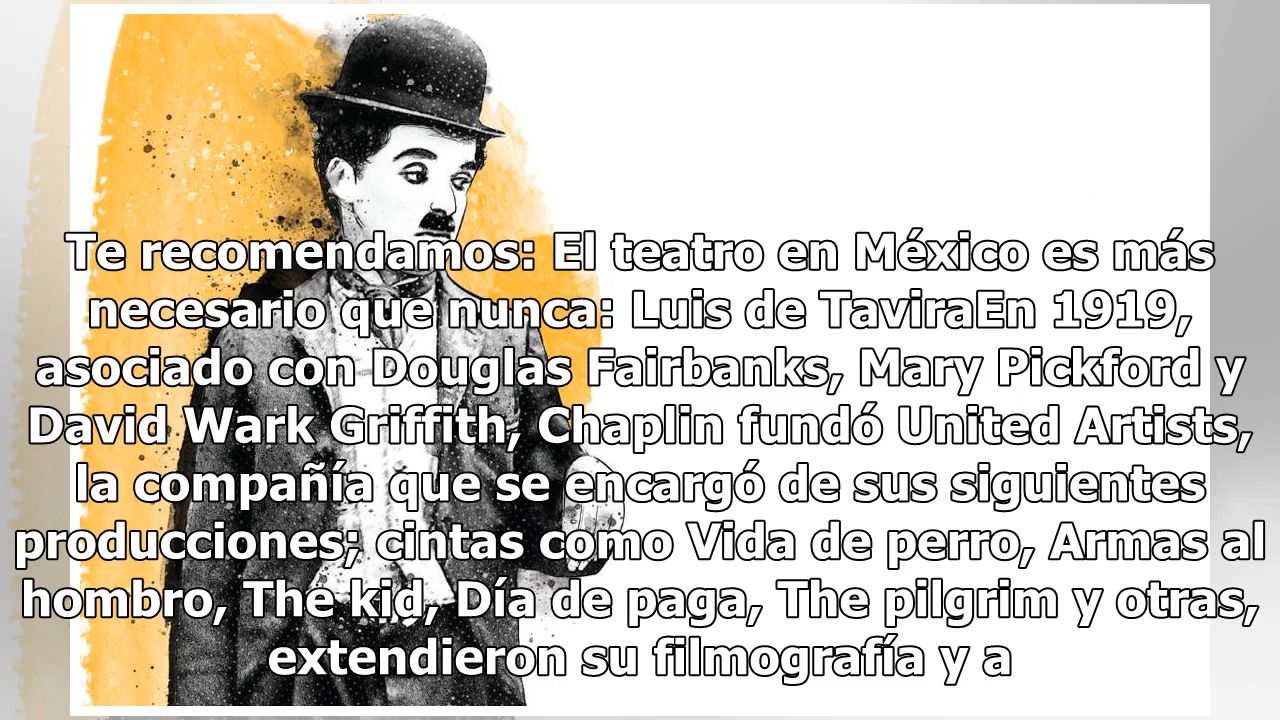 Te recomendamos: El teatro en México es más
necesario que nunca: Luis de TaviraEn 1919,
asociado con Douglas Fairbanks, Mary Pickford y
David Wark Griffith, Chaplin fundó United Artists,
la compañía que se encargó de sus siguientes
producciones; cintas como Vida de perro, Armas al
hombro, The kid, Día de paga, The pilgrim y otras,
extendieron su filmografía y a